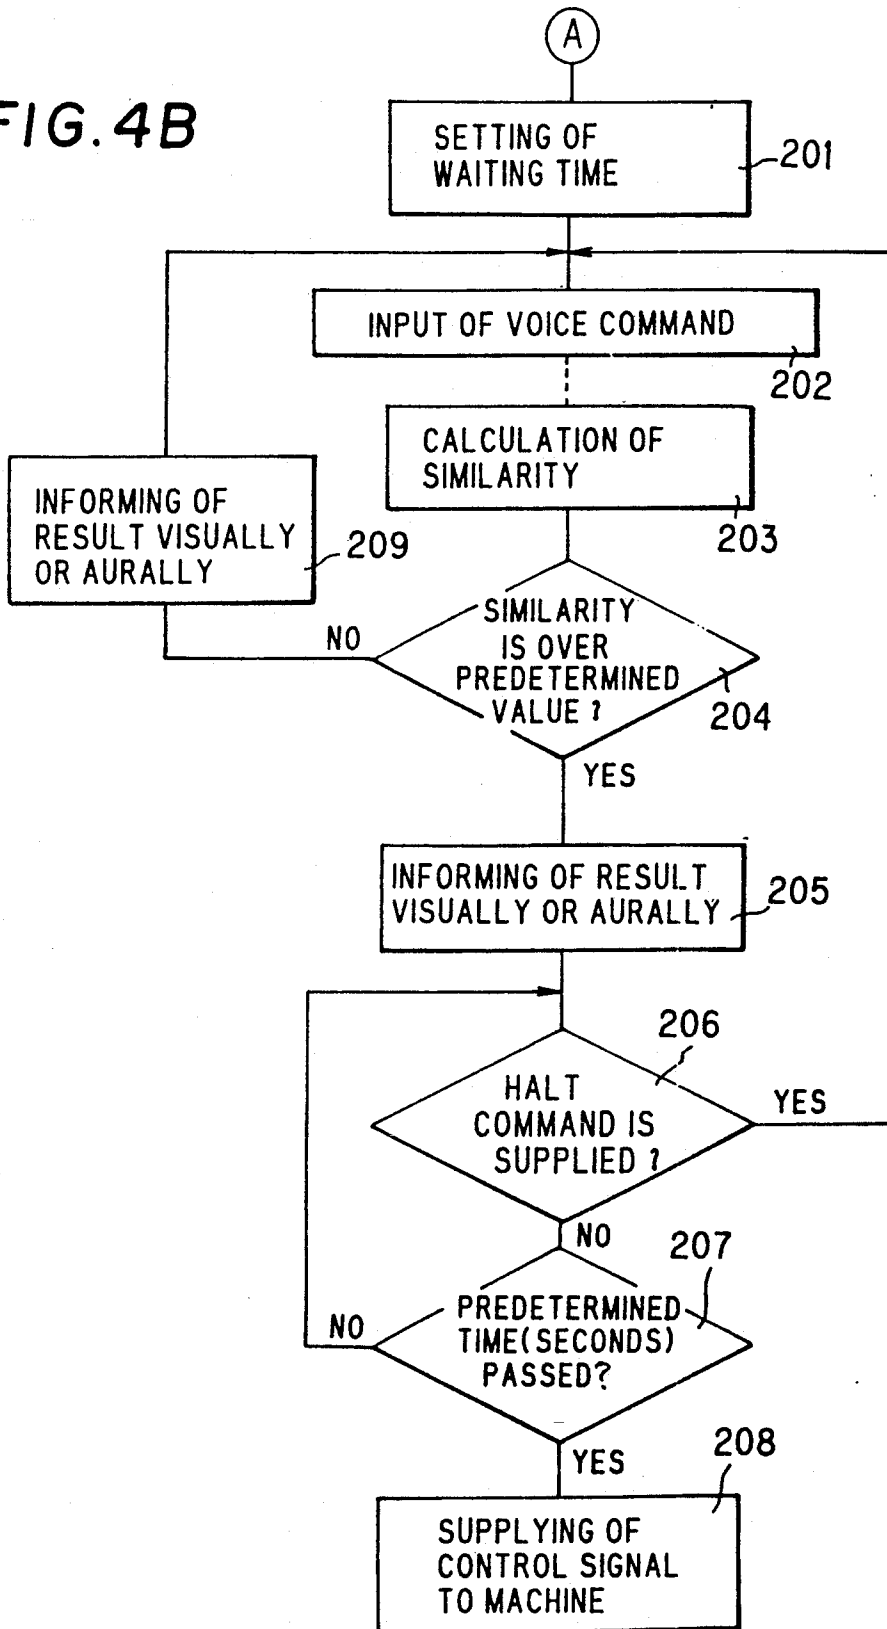 A
FIG. 4B
SETTING OF
WAITING TIME
201
INPUT OF VOICE COMMAND
202
CALCULATION OF
SIMILARITY
203
INFORMING OF
RESULT VISUALLY
OR AURALLY
209
NO
SIMILARITY
IS OVER
PREDETERMINED
VALUE ?
204
YES
INFORMING OF RESULT
VISUALLY OR AURALLY
205
206
HALT
COMMAND IS
SUPPLIED ?
YES
NO
207
PREDETERMINED
TIME(SECONDS)
PASSED?
NO
YES
208
SUPPLYING OF
CONTROL SIGNAL
TO MACHINE